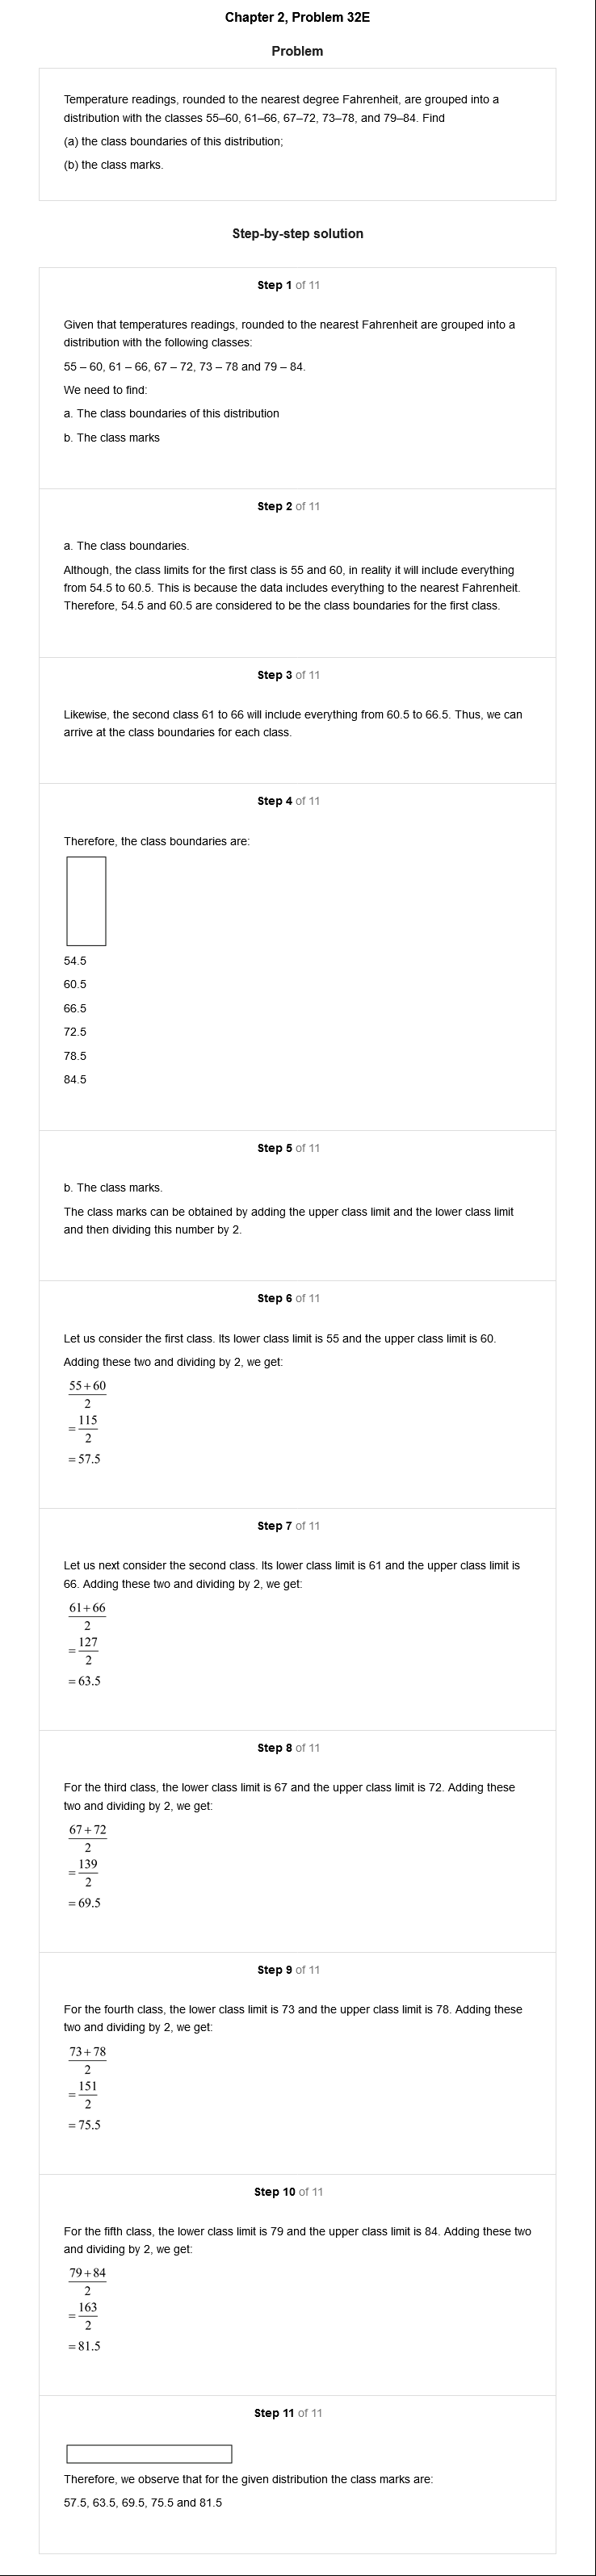 Chapter 2, Problem 32E
Problem
Temperature readings, rounded to the nearest degree Fahrenheit, are grouped into a
distribution with the classes 55–60, 61–66, 67–72, 73–78, and 79–84. Find
(a) the class boundaries of this distribution;
(b) the class marks.
Step-by-step solution
Step 1 of 11
Given that temperatures readings, rounded to the nearest Fahrenheit are grouped into a
distribution with the following classes:
55 – 60, 61 – 66, 67 – 72, 73 – 78 and 79 – 84.
We need to find:
a. The class boundaries of this distribution
b. The class marks
Step 2 of 11
a. The class boundaries.
Although, the class limits for the first class is 55 and 60, in reality it will include everything
from 54.5 to 60.5. This is because the data includes everything to the nearest Fahrenheit.
Therefore, 54.5 and 60.5 are considered to be the class boundaries for the first class.
Step 3 of 11
Likewise, the second class 61 to 66 will include everything from 60.5 to 66.5. Thus, we can
arrive at the class boundaries for each class.
Step 4 of 11
Therefore, the class boundaries are:
54.5
60.5
66.5
72.5
78.5
84.5
Step 5 of 11
b. The class marks.
The class marks can be obtained by adding the upper class limit and the lower class limit
and then dividing this number by 2.
Step 6 of 11
Let us consider the first class. Its lower class limit is 55 and the upper class limit is 60.
Adding these two and dividing by 2, we get:
55+60
2
=
115
2
= 57.5
Step 7 of 11
Let us next consider the second class. Its lower class limit is 61 and the upper class limit is
66. Adding these two and dividing by 2, we get:
61+66
2
=
127
2
= 63.5
Step 8 of 11
For the third class, the lower class limit is 67 and the upper class limit is 72. Adding these
two and dividing by 2, we get:
67+72
2
=
139
2
= 69.5
Step 9 of 11
For the fourth class, the lower class limit is 73 and the upper class limit is 78. Adding these
two and dividing by 2, we get:
73+78
2
=
151
2
= 75.5
Step 10 of 11
For the fifth class, the lower class limit is 79 and the upper class limit is 84. Adding these two
and dividing by 2, we get:
79+84
2
=
163
2
= 81.5
Step 11 of 11
Therefore, we observe that for the given distribution the class marks are:
57.5, 63.5, 69.5, 75.5 and 81.5